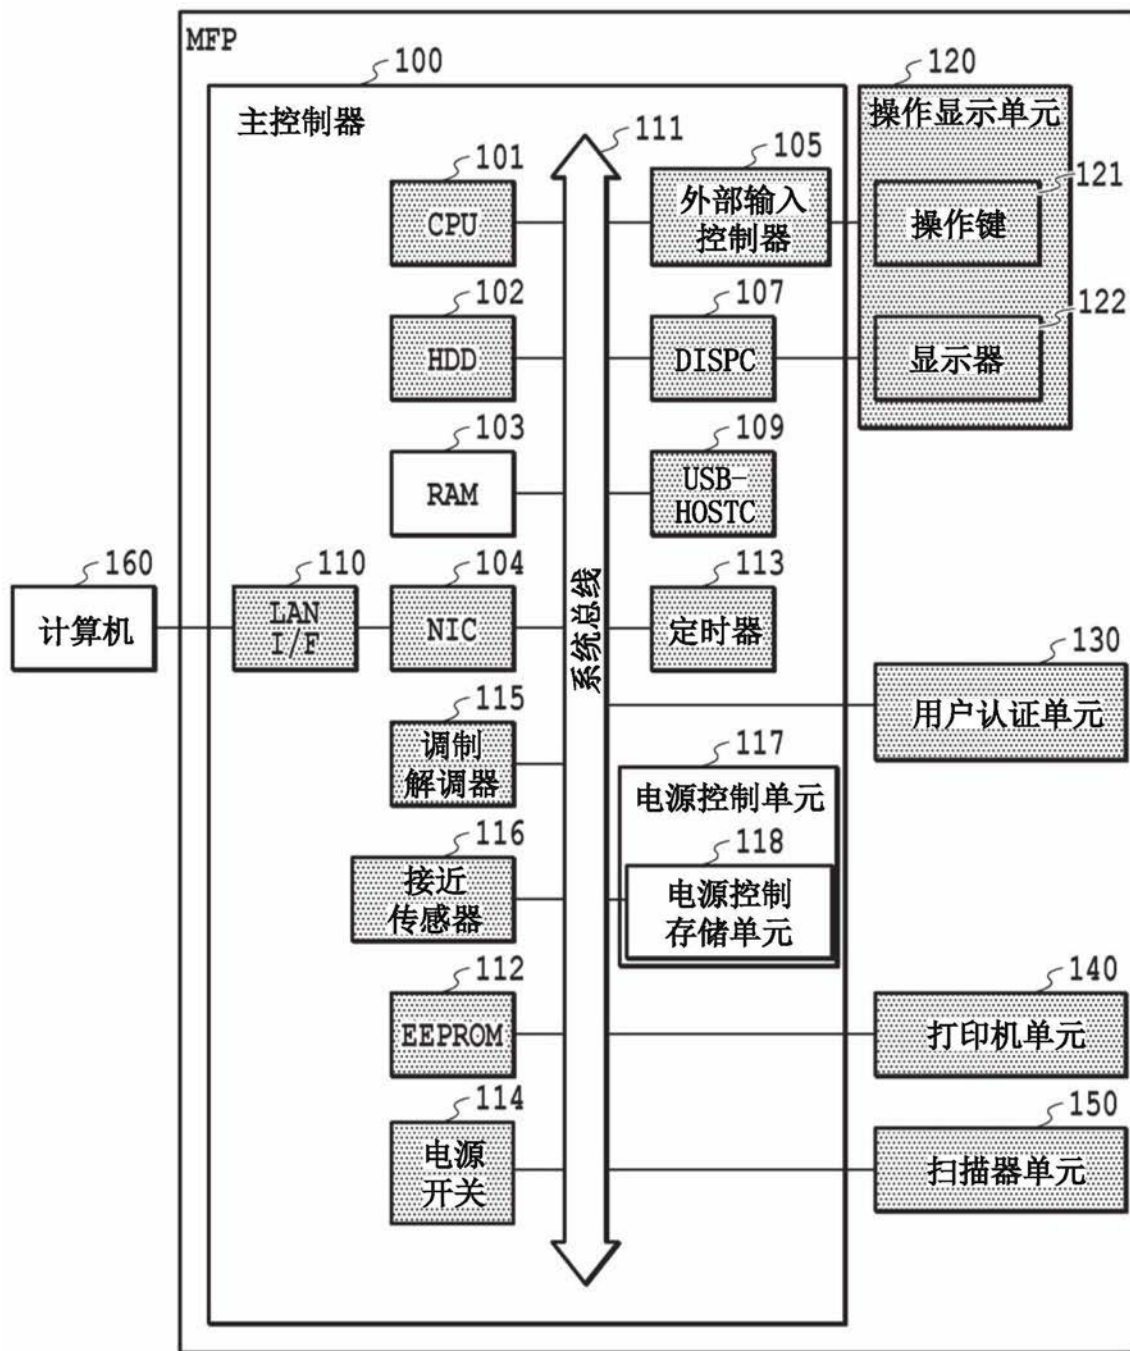 MFP
100
主控制器
111
101
CPU
105
外部输入
控制器
120
操作显示单元
121
操作键
102
HDD
107
DISPC
122
显示器
103
RAM
109
USB-
HOSTC
160
计算机
110
LAN
I/F
104
NIC
系统总线
113
定时器
130
用户认证单元
115
调制
解调器
117
电源控制单元
116
接近
传感器
118
电源控制
存储单元
112
EEPROM
140
打印机单元
114
电源
开关
150
扫描器单元